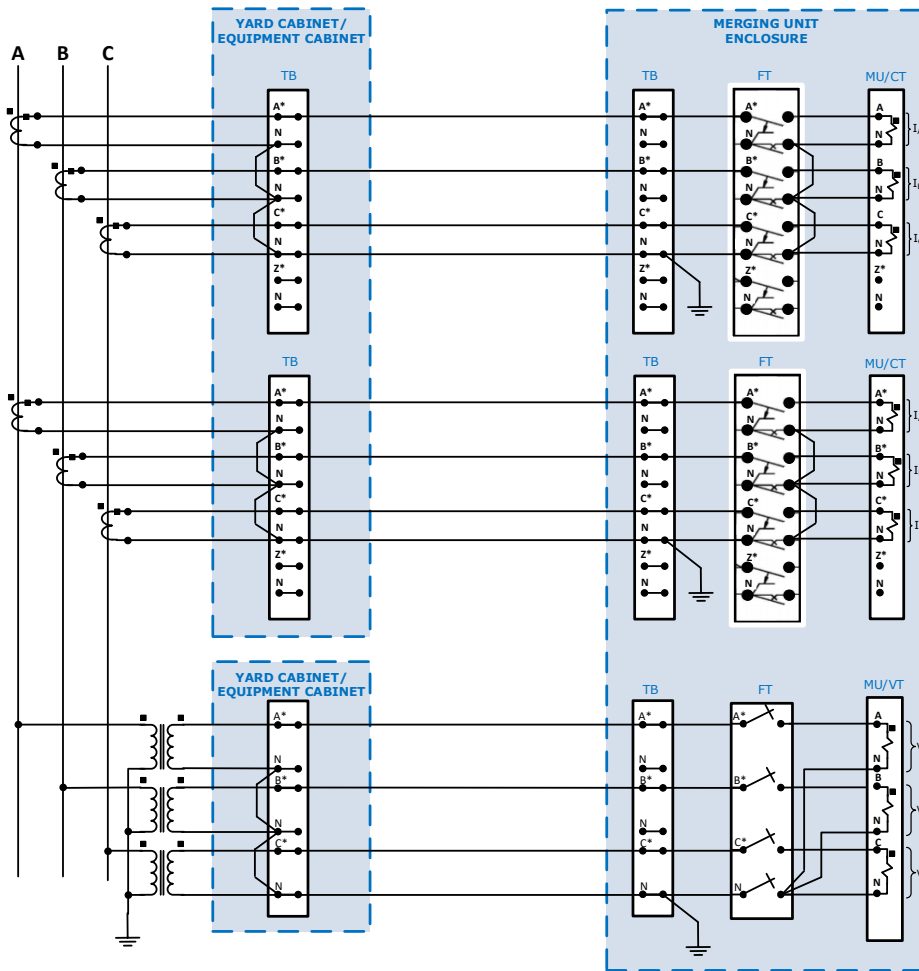 YARD CABINET/
EQUIPMENT CABINET
MERGING UNIT
ENCLOSURE
A B C
TB
A*
N
B*
N
C*
N
Z*
N
TB
A*
N
B*
N
C*
N
Z*
N
FT
A*
N
B*
N
C*
N
Z*
N
MU/CT
A
N
B
N
C
N
Z*
N
I
I
I
TB
A*
N
B*
N
C*
N
Z*
N
TB
A*
N
B*
N
C*
N
Z*
N
FT
A*
N
B*
N
C*
N
Z*
N
MU/CT
A*
N
B*
N
C*
N
Z*
N
I
I
I
YARD CABINET/
EQUIPMENT CABINET
A*
N
B*
N
C*
N
TB
A*
N
B*
N
C*
N
FT
A*
B*
C*
N
MU/VT
A
N
B
N
C
N
V
V
V